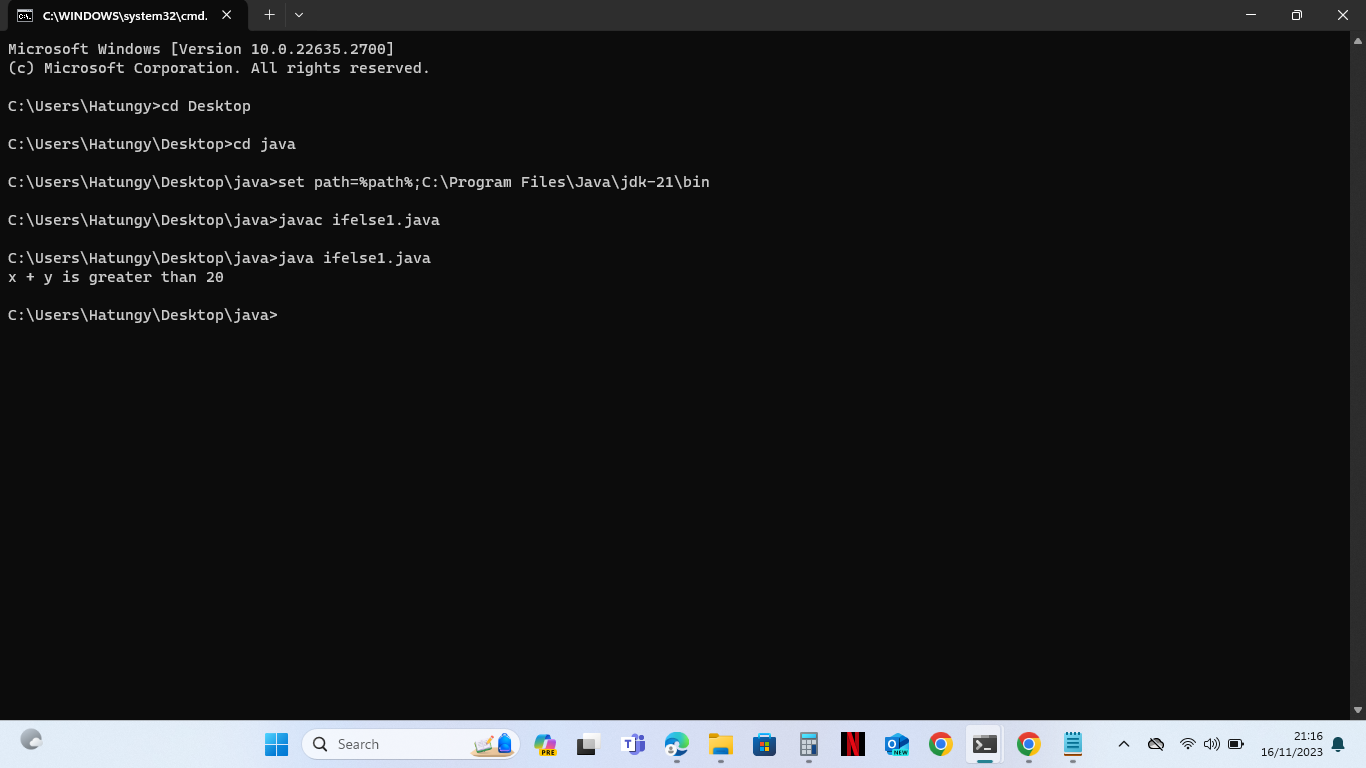 C:\WINDOWS\system32\cmd.
Microsoft Windows [Version 10.0.22635.2700]
(c) Microsoft Corporation. All rights reserved.
C:\Users\Hatungy>cd Desktop
C:\Users\Hatungy\Desktop>cd java
C:\Users\Hatungy\Desktop\java>set path=%path%;C:\Program Files\Java\jdk-21\bin
C:\Users\Hatungy\Desktop\java>javac ifelse1.java
C:\Users\Hatungy\Desktop\java>java ifelse1.java
x + y is greater than 20
C:\Users\Hatungy\Desktop\java>
Search
PRE
NEW
21:16
16/11/2023